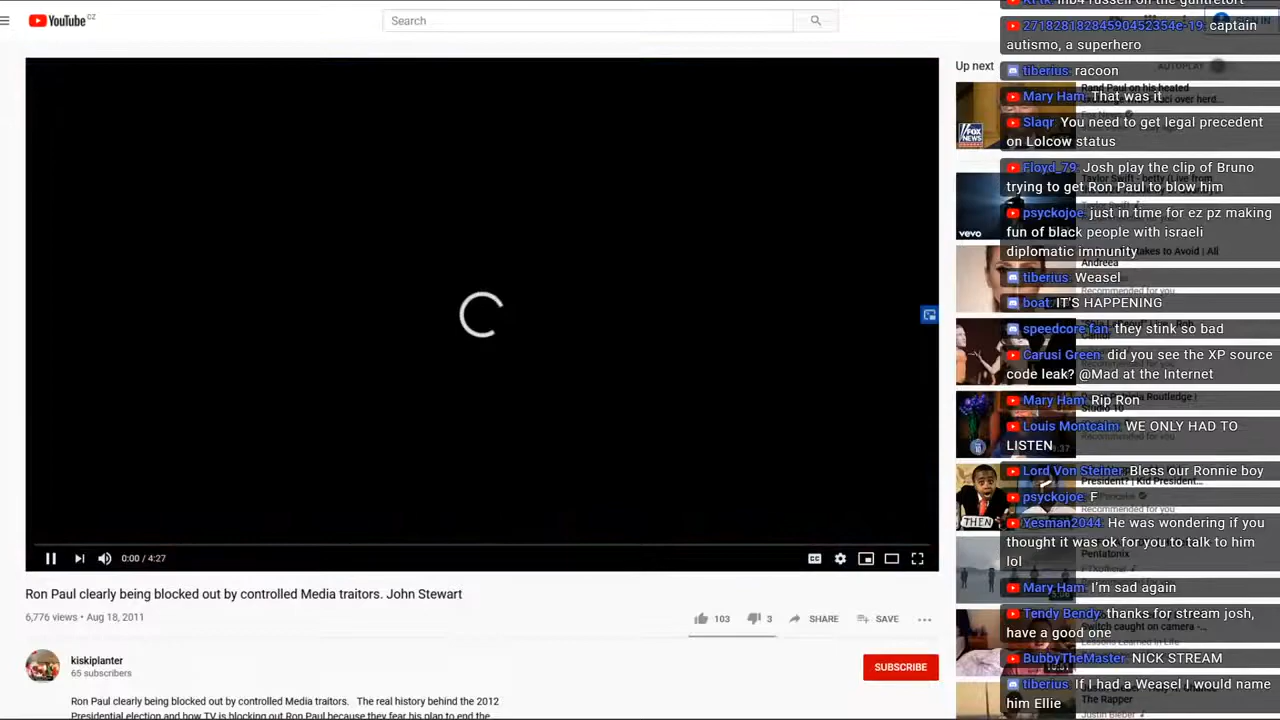 YouTube CZ
Search
SIGN IN
0:00 / 4:27
Ron Paul clearly being blocked out by controlled Media traitors. John Stewart
6,776 views • Aug 18, 2011
103
3
SHARE
SAVE
kiskiplanter
65 subscribers
SUBSCRIBE
Ron Paul clearly being blocked out by controlled Media traitors. The real history behind the 2012
Presidential election and how TV is blocking out Ron Paul because they fear his plan to end the
Up next
AUTOPLAY
FOX
NEWS
vevo
THEN
27182818284590452354e-19: captain
autismo, a superhero
tiberius: racoon
Mary Ham: That was it
Slaqr: You need to get legal precedent
on Lolcow status
Floyd_79: Josh play the clip of Bruno
trying to get Ron Paul to blow him
psyckojoe: just in time for ez pz making
fun of black people with israeli
diplomatic immunity
tiberius: Weasel
boat: IT'S HAPPENING
speedcore fan: they stink so bad
Carusi Green: did you see the XP source
code leak? @Mad at the Internet
Mary Ham: Rip Ron
Louis Montcalm: WE ONLY HAD TO
LISTEN
Lord Von Steiner: Bless our Ronnie boy
psyckojoe: F
Yesman2044: He was wondering if you
thought it was ok for you to talk to him
lol
Mary Ham: I'm sad again
Tendy Bendy: thanks for stream josh,
have a good one
BubbyTheMaster: NICK STREAM
tiberius: If I had a Weasel I would name
him Ellie